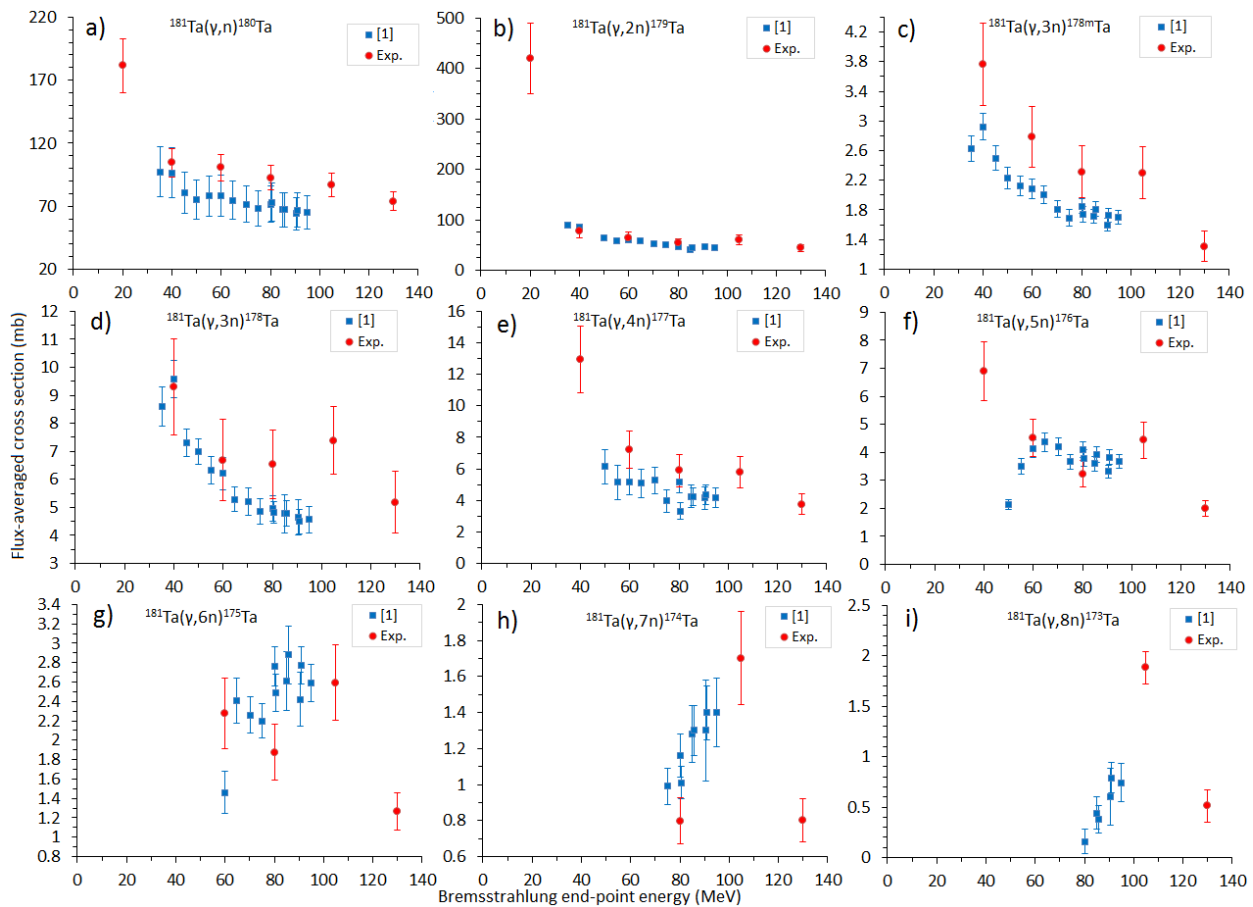 a)
¹⁸¹Ta(γ,n)¹⁸⁰Ta
[1]
Exp.
220
170
120
70
20
0 20 40 60 80 100 120 140
b)
¹⁸¹Ta(γ,2n)¹⁷⁹Ta
[1]
Exp.
500
400
300
200
100
0
0 20 40 60 80 100 120 140
c)
¹⁸¹Ta(γ,3n)¹⁷⁸ᵐTa
[1]
Exp.
4.2
3.8
3.4
3
2.6
2.2
1.8
1.4
1
0 20 40 60 80 100 120 140
Flux-averaged cross section (mb)
d)
¹⁸¹Ta(γ,3n)¹⁷⁸Ta
[1]
Exp.
12
11
10
9
8
7
6
5
4
3
0 20 40 60 80 100 120 140
e)
¹⁸¹Ta(γ,4n)¹⁷⁷Ta
[1]
Exp.
16
14
12
10
8
6
4
2
0
0 20 40 60 80 100 120 140
f)
¹⁸¹Ta(γ,5n)¹⁷⁶Ta
[1]
Exp.
9
8
7
6
5
4
3
2
1
0
0 20 40 60 80 100 120 140
g)
¹⁸¹Ta(γ,6n)¹⁷⁵Ta
[1]
Exp.
3.4
3.2
3
2.8
2.6
2.4
2.2
2
1.8
1.6
1.4
1.2
1
0.8
0 20 40 60 80 100 120 140
h)
¹⁸¹Ta(γ,7n)¹⁷⁴Ta
[1]
Exp.
2
1.8
1.6
1.4
1.2
1
0.8
0.6
0 20 40 60 80 100 120 140
i)
¹⁸¹Ta(γ,8n)¹⁷³Ta
[1]
Exp.
2.5
2
1.5
1
0.5
0
0 20 40 60 80 100 120 140
Bremsstrahlung end-point energy (MeV)